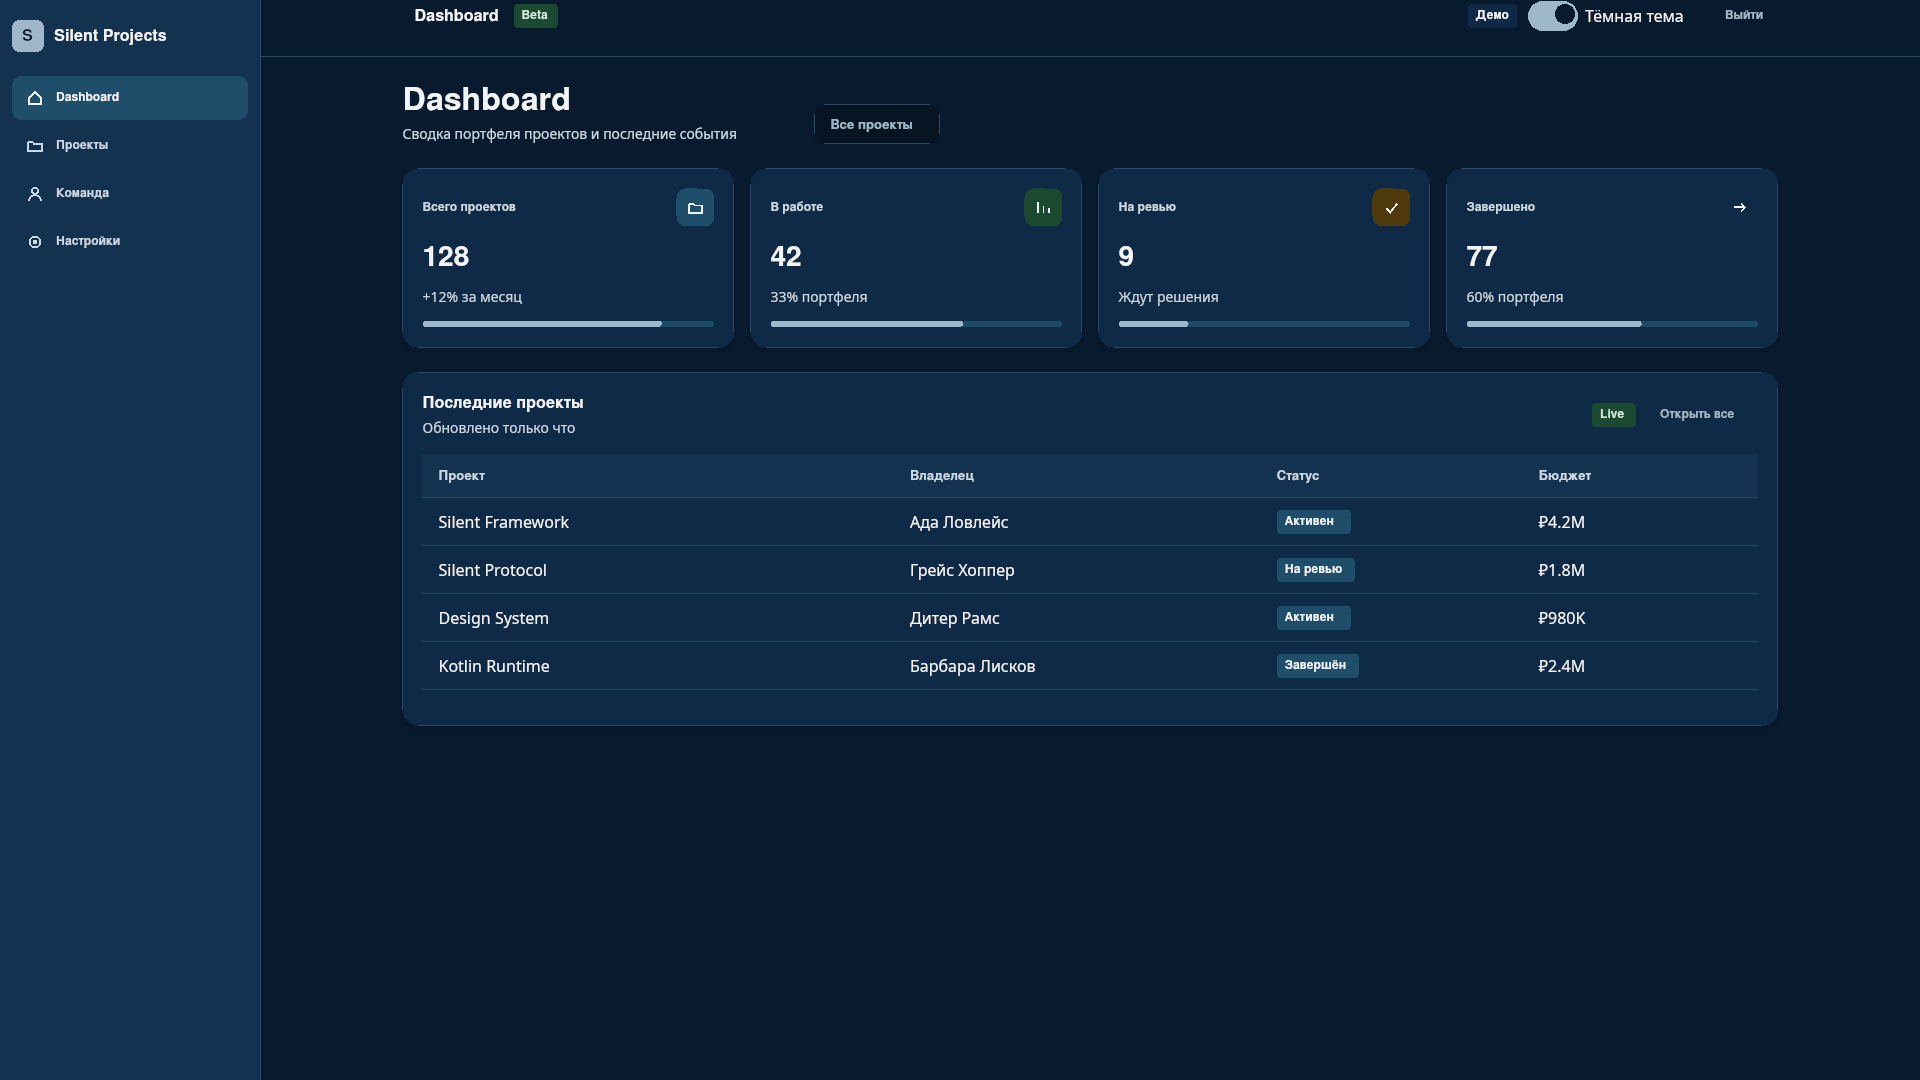 S
Silent Projects
Dashboard
Проекты
Команда
Настройки
Dashboard
Beta
Демо
Тёмная тема
Выйти
Dashboard
Сводка портфеля проектов и последние события
Все проекты
Всего проектов
128
+12% за месяц
В работе
42
33% портфеля
На ревью
9
Ждут решения
Завершено
77
60% портфеля
Последние проекты
Обновлено только что
Live
Открыть все
Проект Владелец Статус Бюджет
Silent Framework Ада Ловлейс Активен ₽4.2M
Silent Protocol Грейс Хоппер На ревью ₽1.8M
Design System Дитер Рамс Активен ₽980K
Kotlin Runtime Барбара Лисков Завершён ₽2.4M